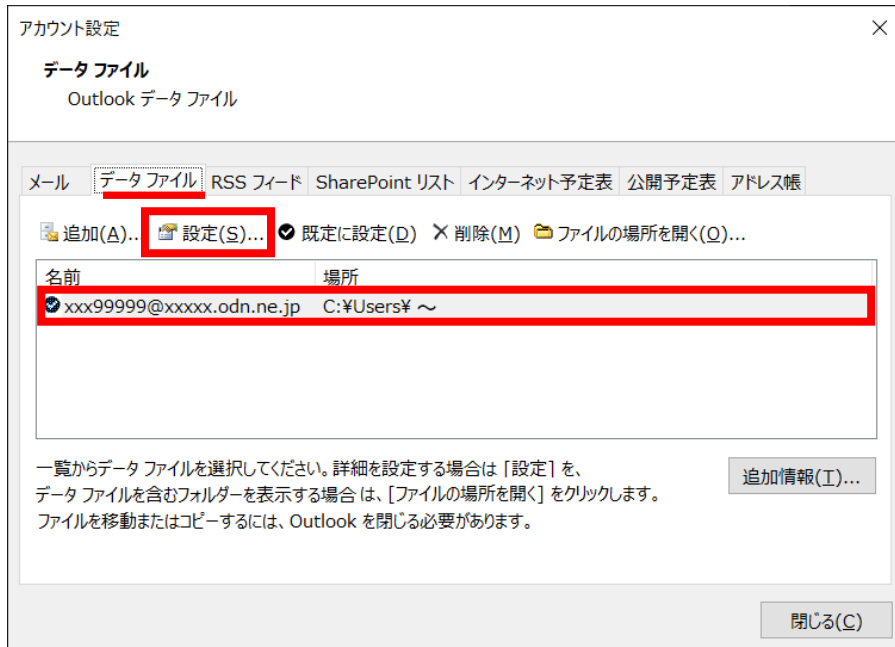 アカウント設定
データ ファイル
Outlook データ ファイル
メール データ ファイル RSS フィード SharePoint リスト インターネット予定表 公開予定表 アドレス帳
追加(A)... 設定(S)... 既定に設定(D) 削除(M) ファイルの場所を開く(O)...
名前 場所
xxx99999@xxxxx.odn.ne.jp C:¥Users¥ ～
一覧からデータ ファイルを選択してください。詳細を設定する場合は [設定] を、
データ ファイルを含むフォルダーを表示する場合は、[ファイルの場所を開く] をクリックします。
ファイルを移動またはコピーするには、Outlook を閉じる必要があります。
追加情報(T)...
閉じる(C)